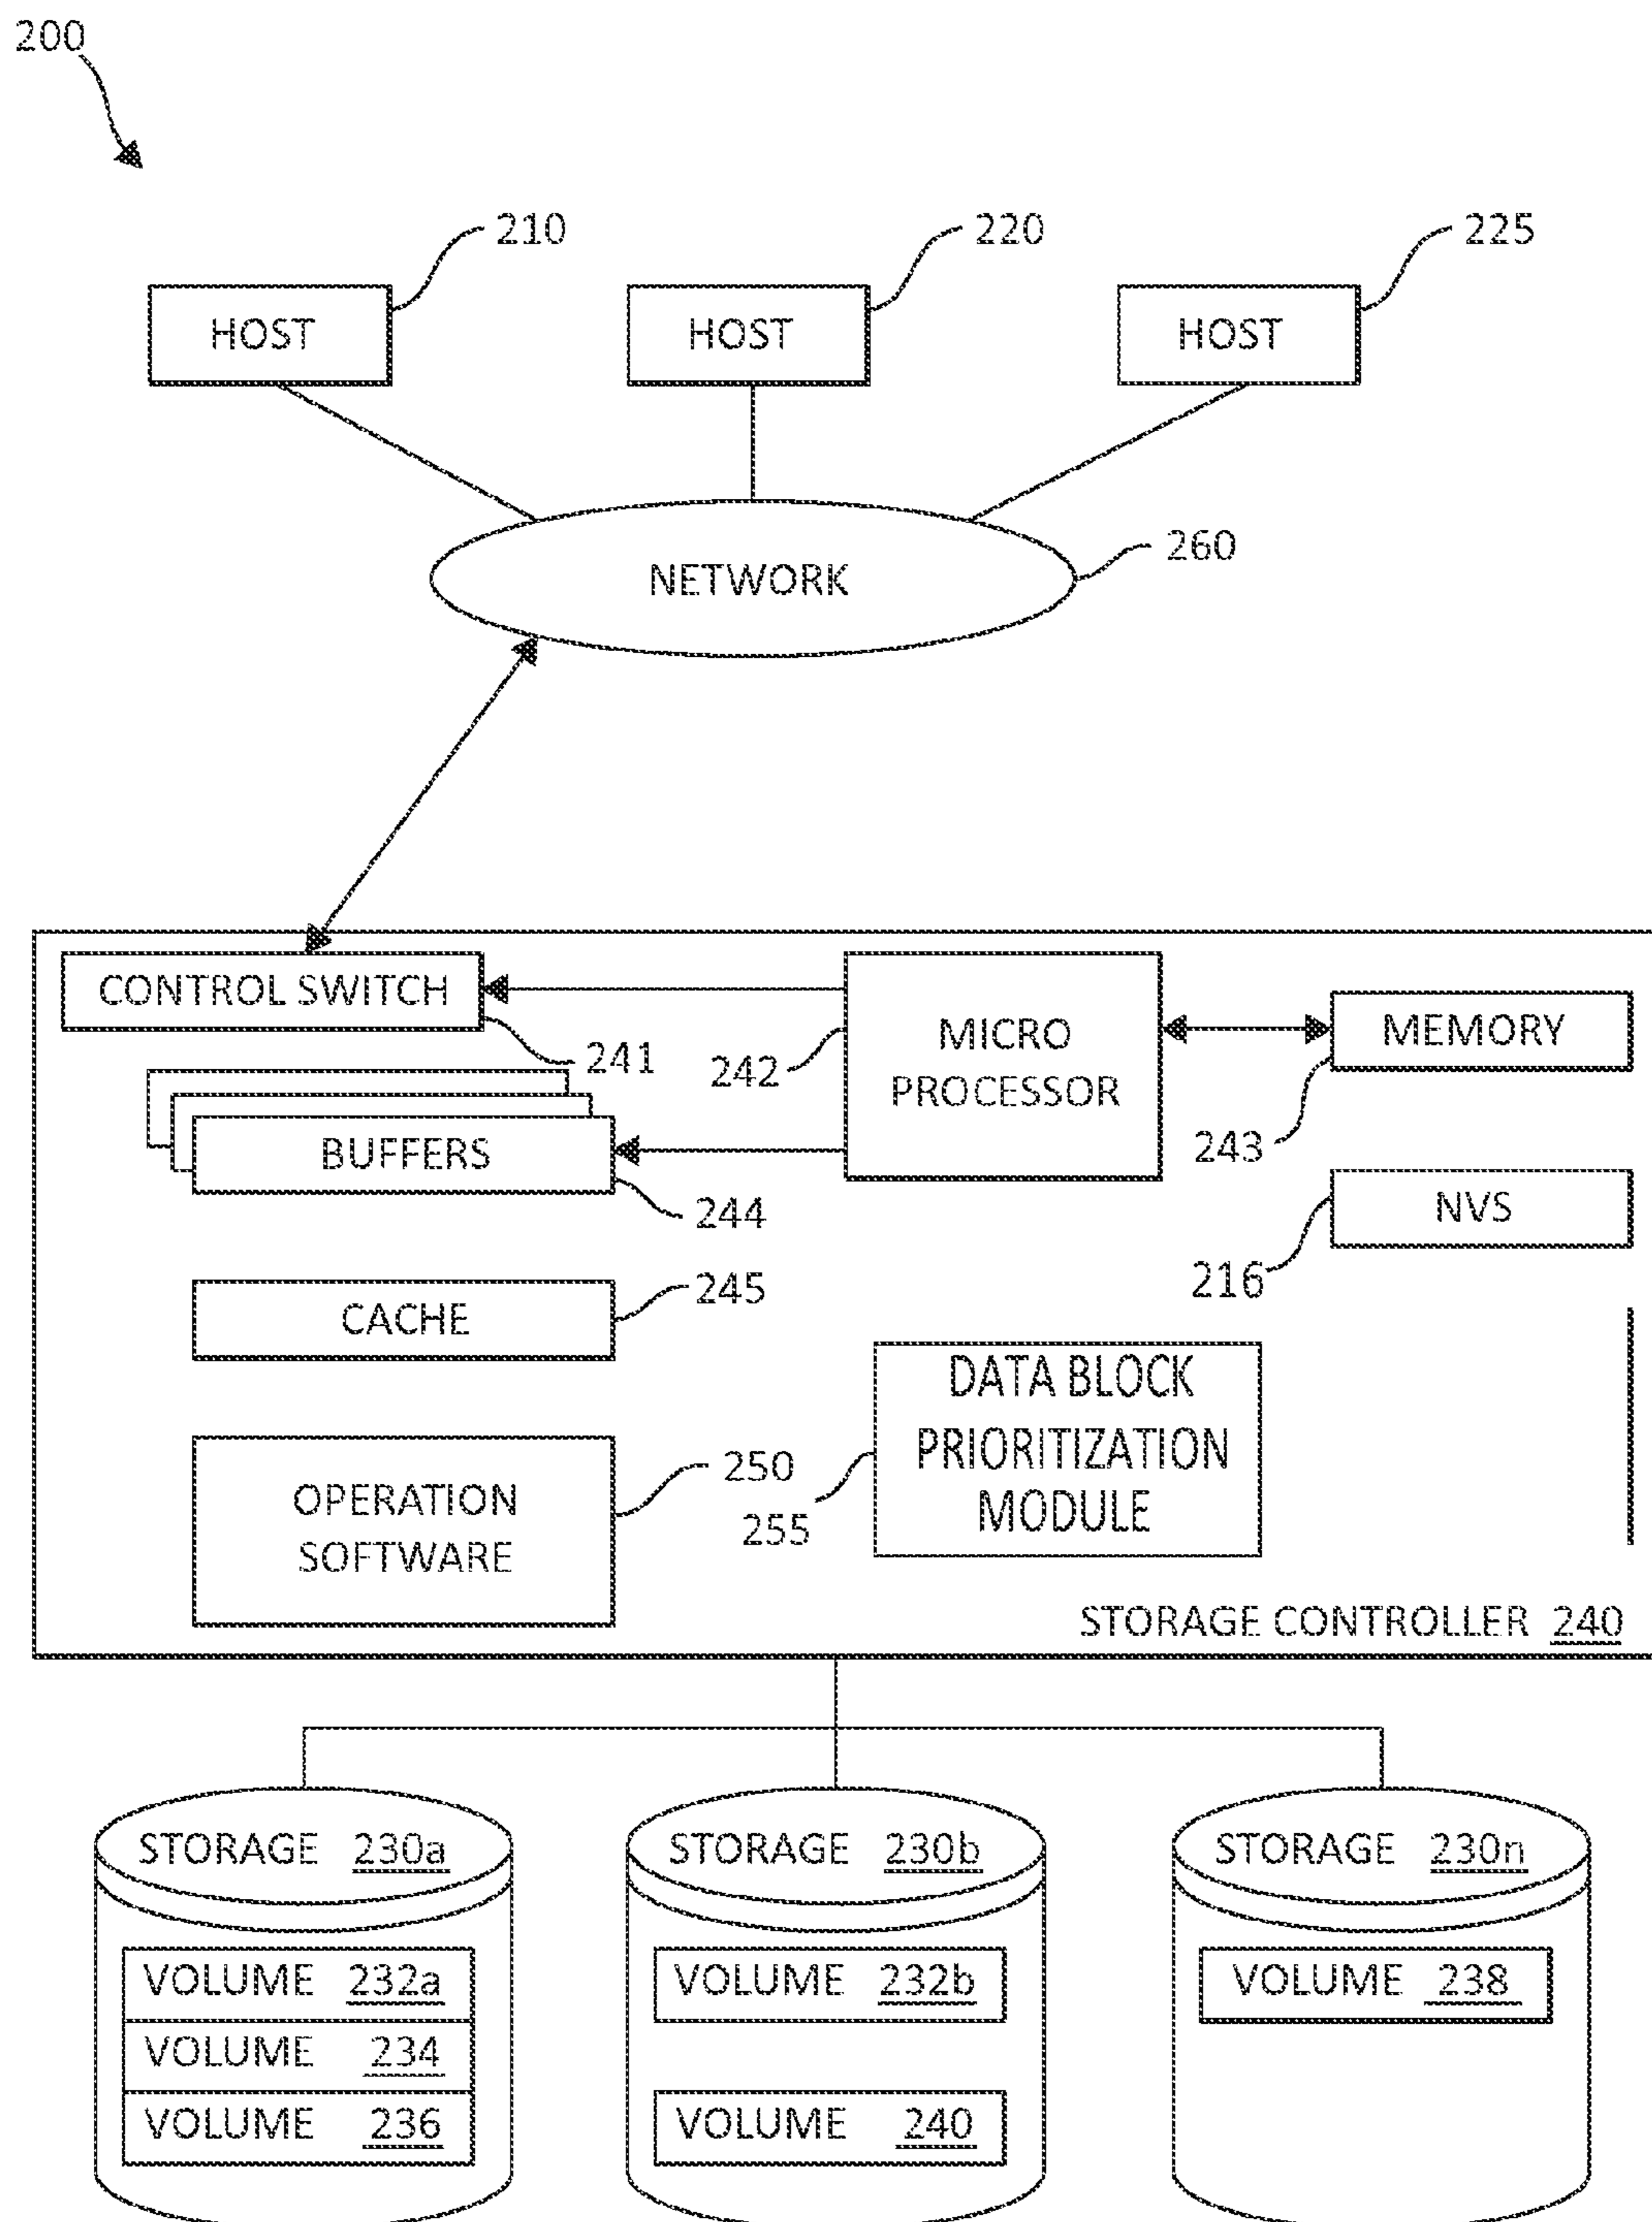 200
210
220
225
HOST
HOST
HOST
260
NETWORK
CONTROL SWITCH
241
242
MICRO
PROCESSOR
MEMORY
243
BUFFERS
244
NVS
216
CACHE
245
DATA BLOCK
PRIORITIZATION
MODULE
255
OPERATION
SOFTWARE
250
STORAGE CONTROLLER 240
STORAGE 230a
VOLUME 232a
VOLUME 234
VOLUME 236
STORAGE 230b
VOLUME 232b
VOLUME 240
STORAGE 230n
VOLUME 238